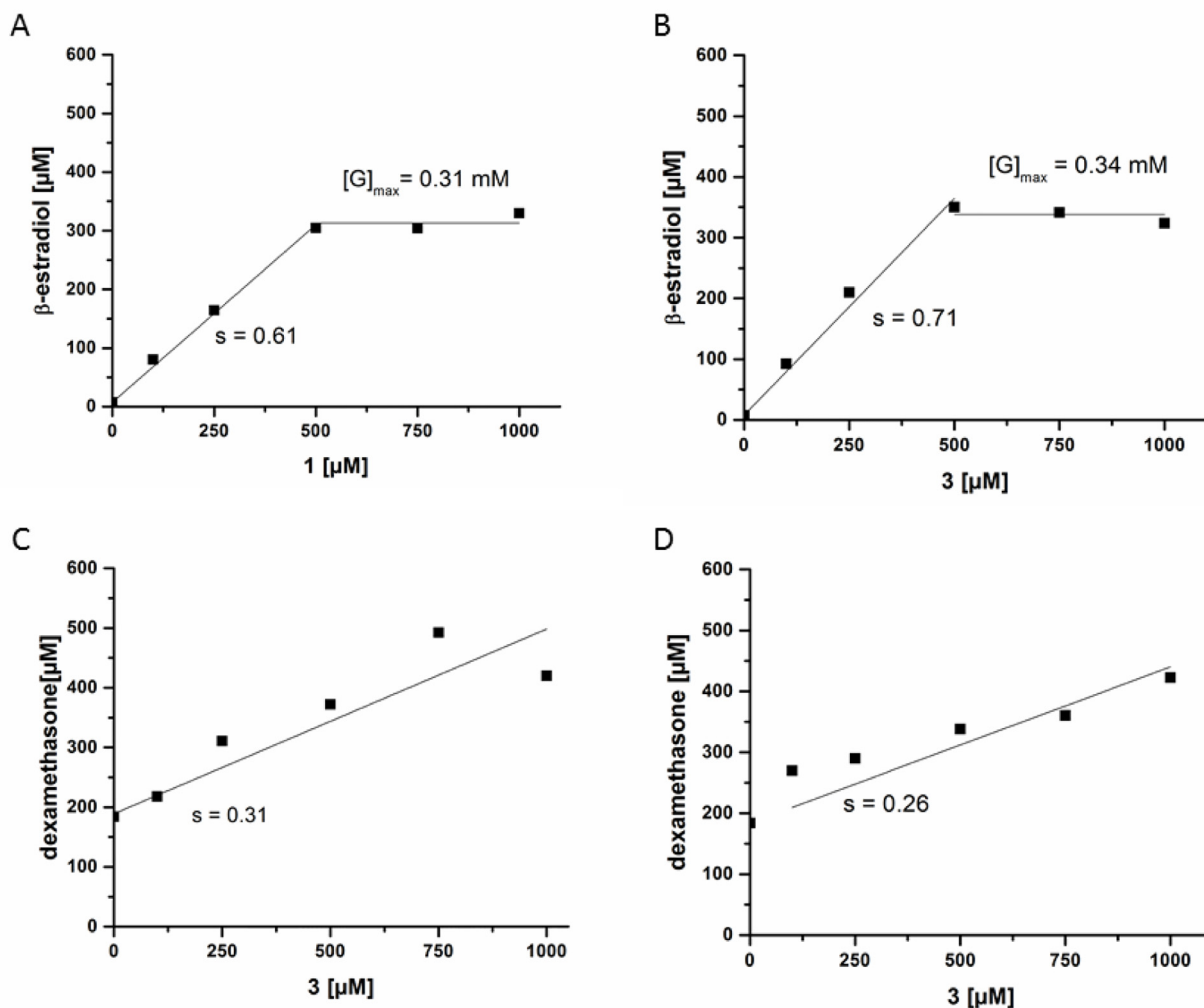 A
600
500
400
300
200
100
0
β-estradiol [µM]
[G]max= 0.31 mM
s = 0.61
0 250 500 750 1000
1 [µM]
B
600
500
400
300
200
100
0
β-estradiol [µM]
[G]max = 0.34 mM
s = 0.71
0 250 500 750 1000
3 [µM]
C
600
500
400
300
200
100
0
dexamethasone[µM]
s = 0.31
0 250 500 750 1000
3 [µM]
D
600
500
400
300
200
100
0
dexamethasone [µM]
s = 0.26
0 250 500 750 1000
3 [µM]